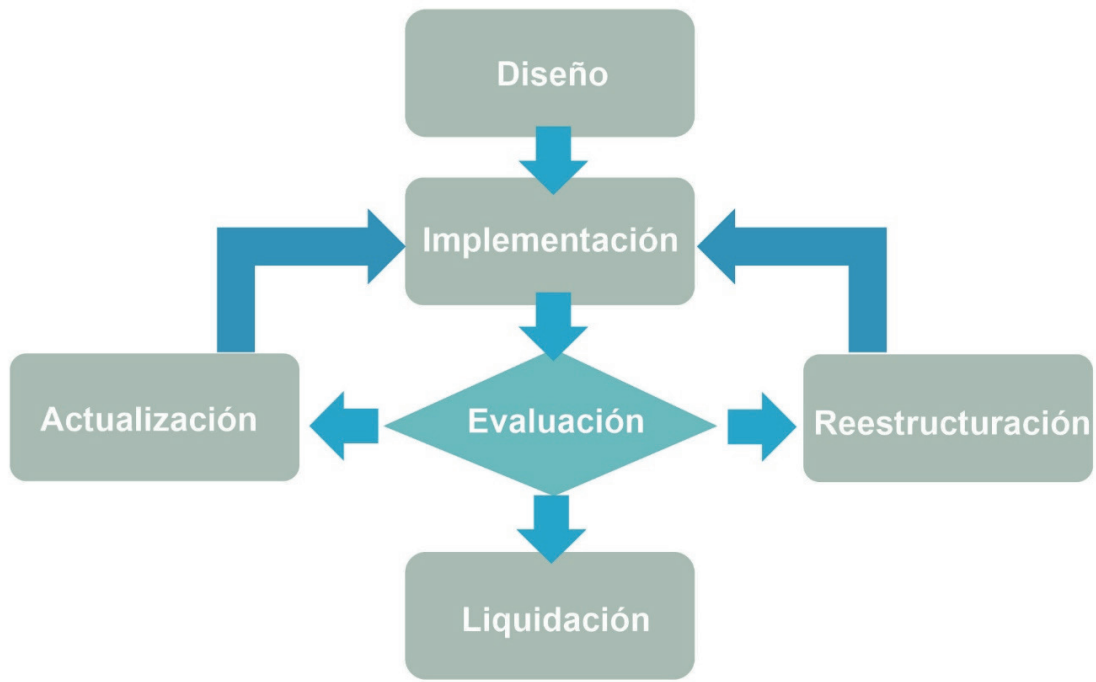 Diseño
Implementación
Actualización
Evaluación
Reestructuración
Liquidación